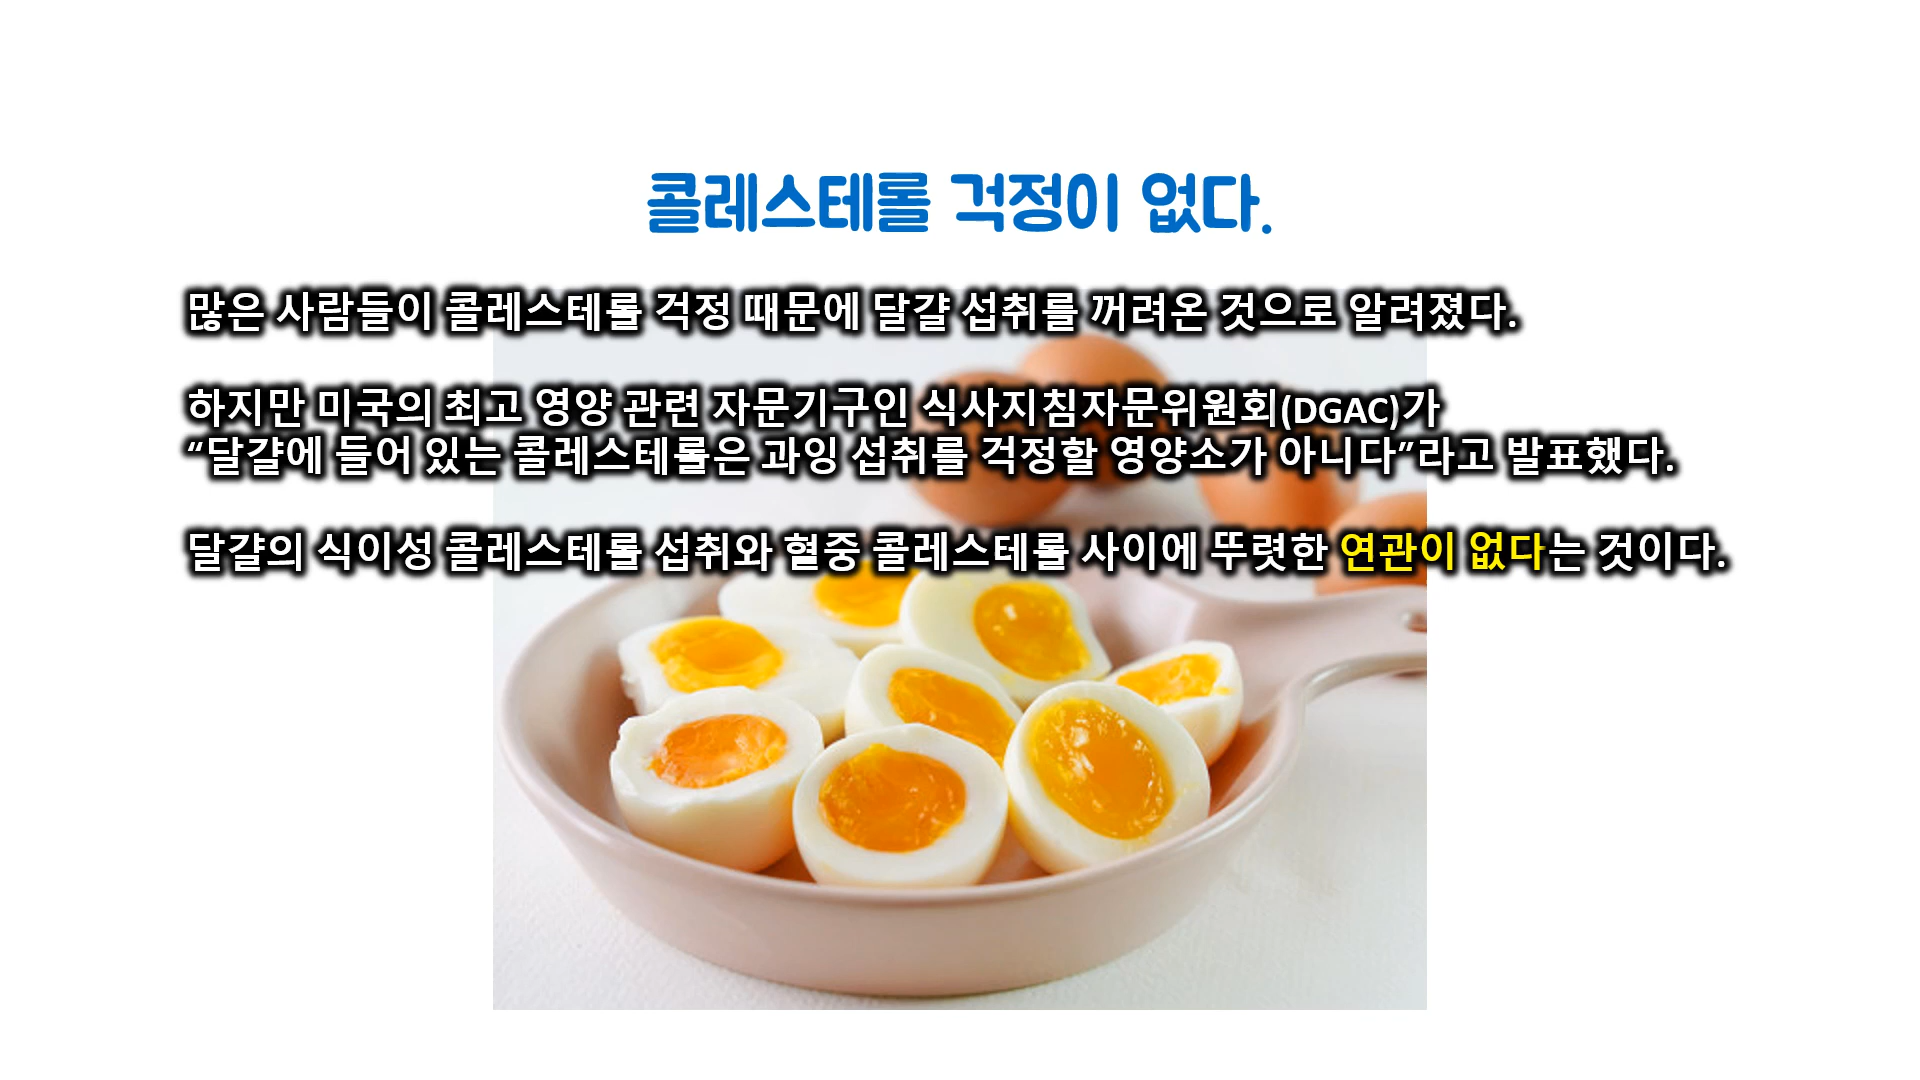 콜레스테롤 걱정이 없다.
많은 사람들이 콜레스테롤 걱정 때문에 달걀 섭취를 꺼려온 것으로 알려졌다.
하지만 미국의 최고 영양 관련 자문기구인 식사지침자문위원회(DGAC)가
“달걀에 들어 있는 콜레스테롤은 과잉 섭취를 걱정할 영양소가 아니다”라고 발표했다.
달걀의 식이성 콜레스테롤 섭취와 혈중 콜레스테롤 사이에 뚜렷한 연관이 없다는 것이다.